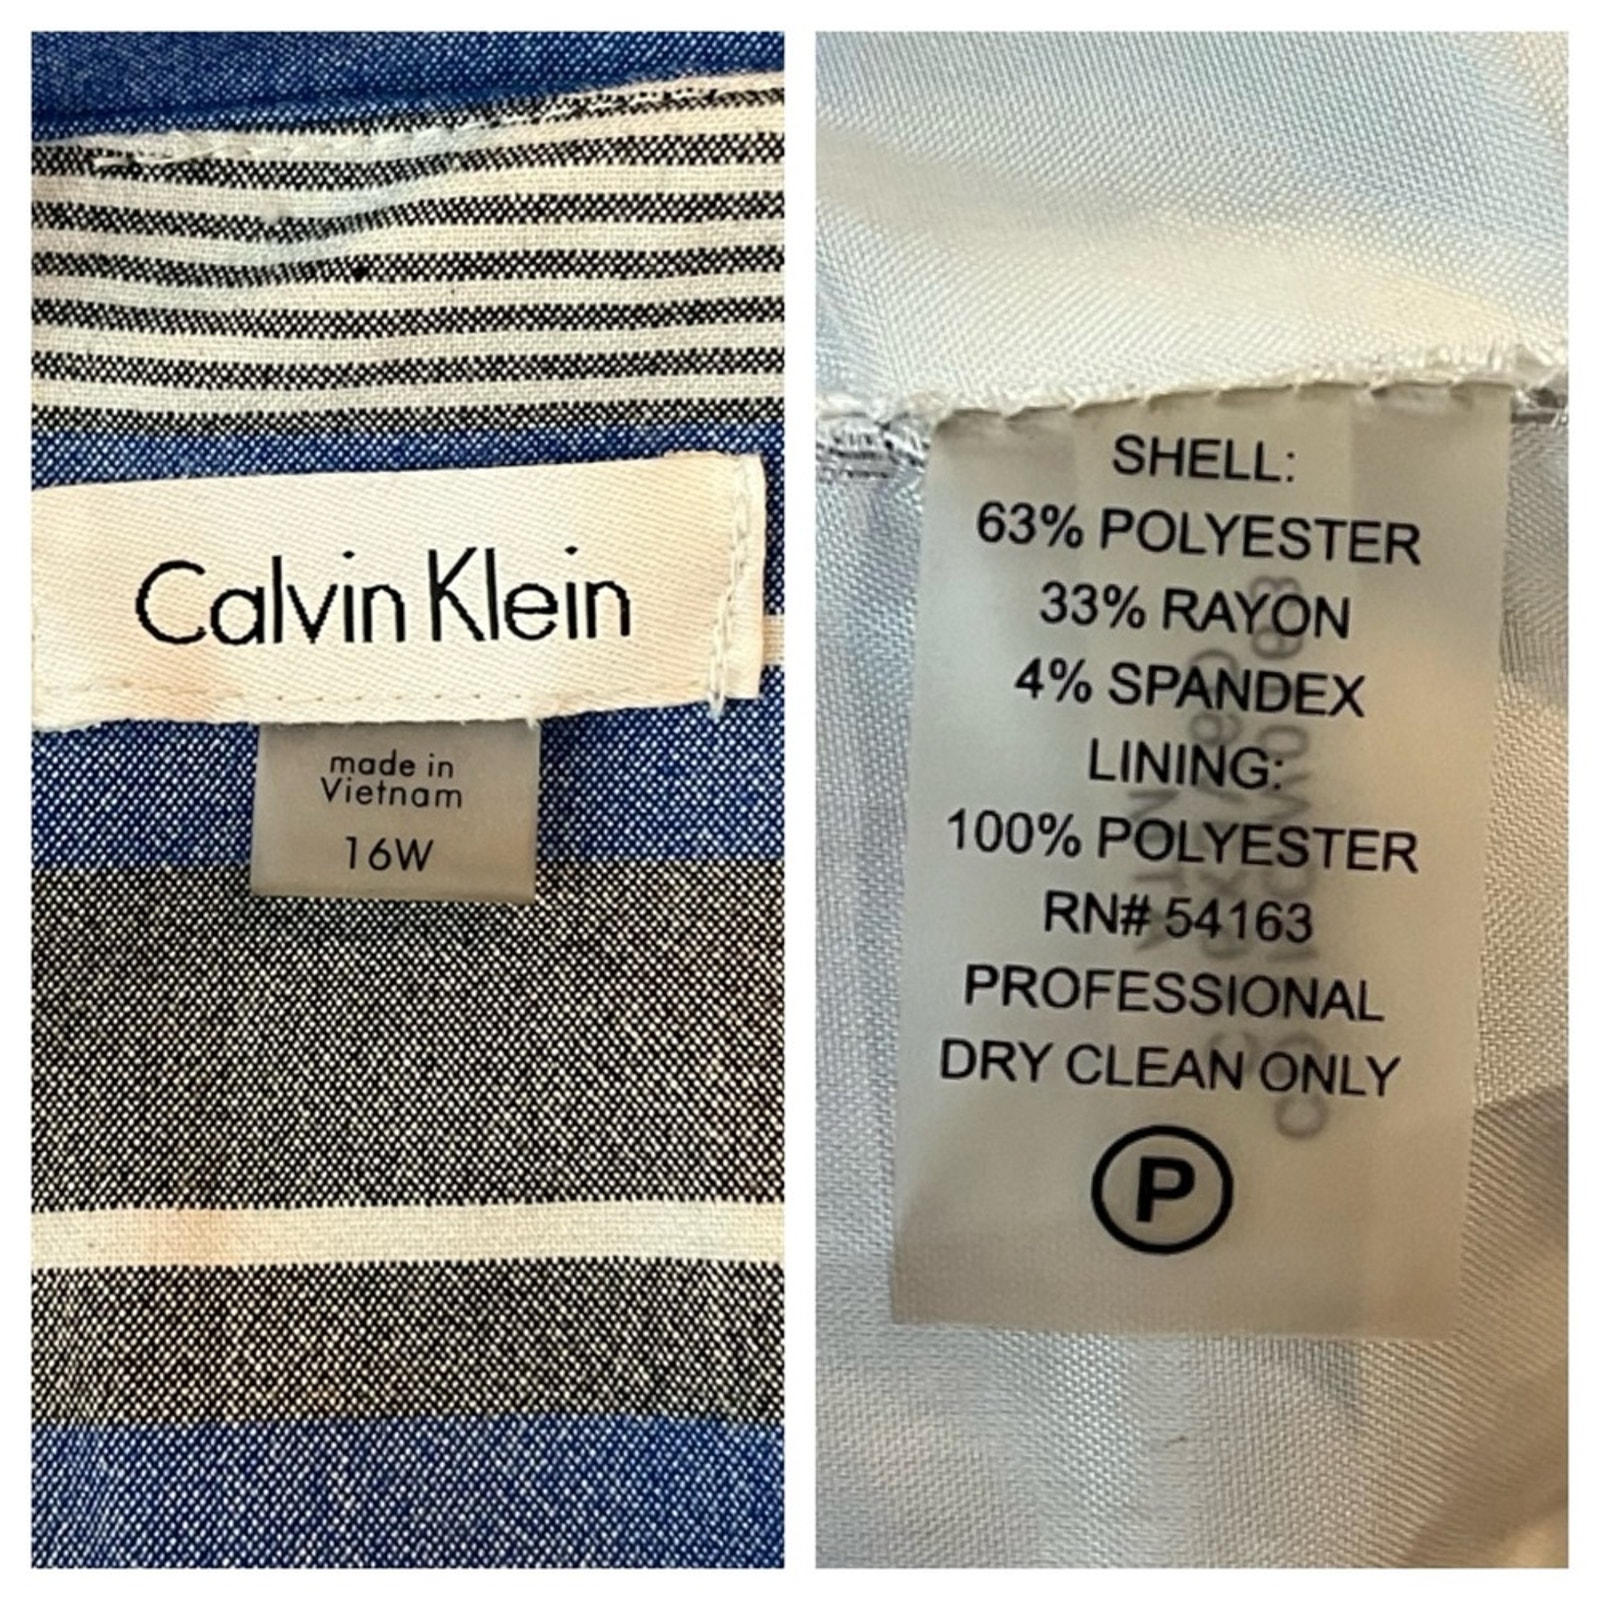 Calvin Klein
made in
Vietnam
16W
SHELL:
63% POLYESTER
33% RAYON
4% SPANDEX
LINING:
100% POLYESTER
RN# 54163
PROFESSIONAL
DRY CLEAN ONLY
P